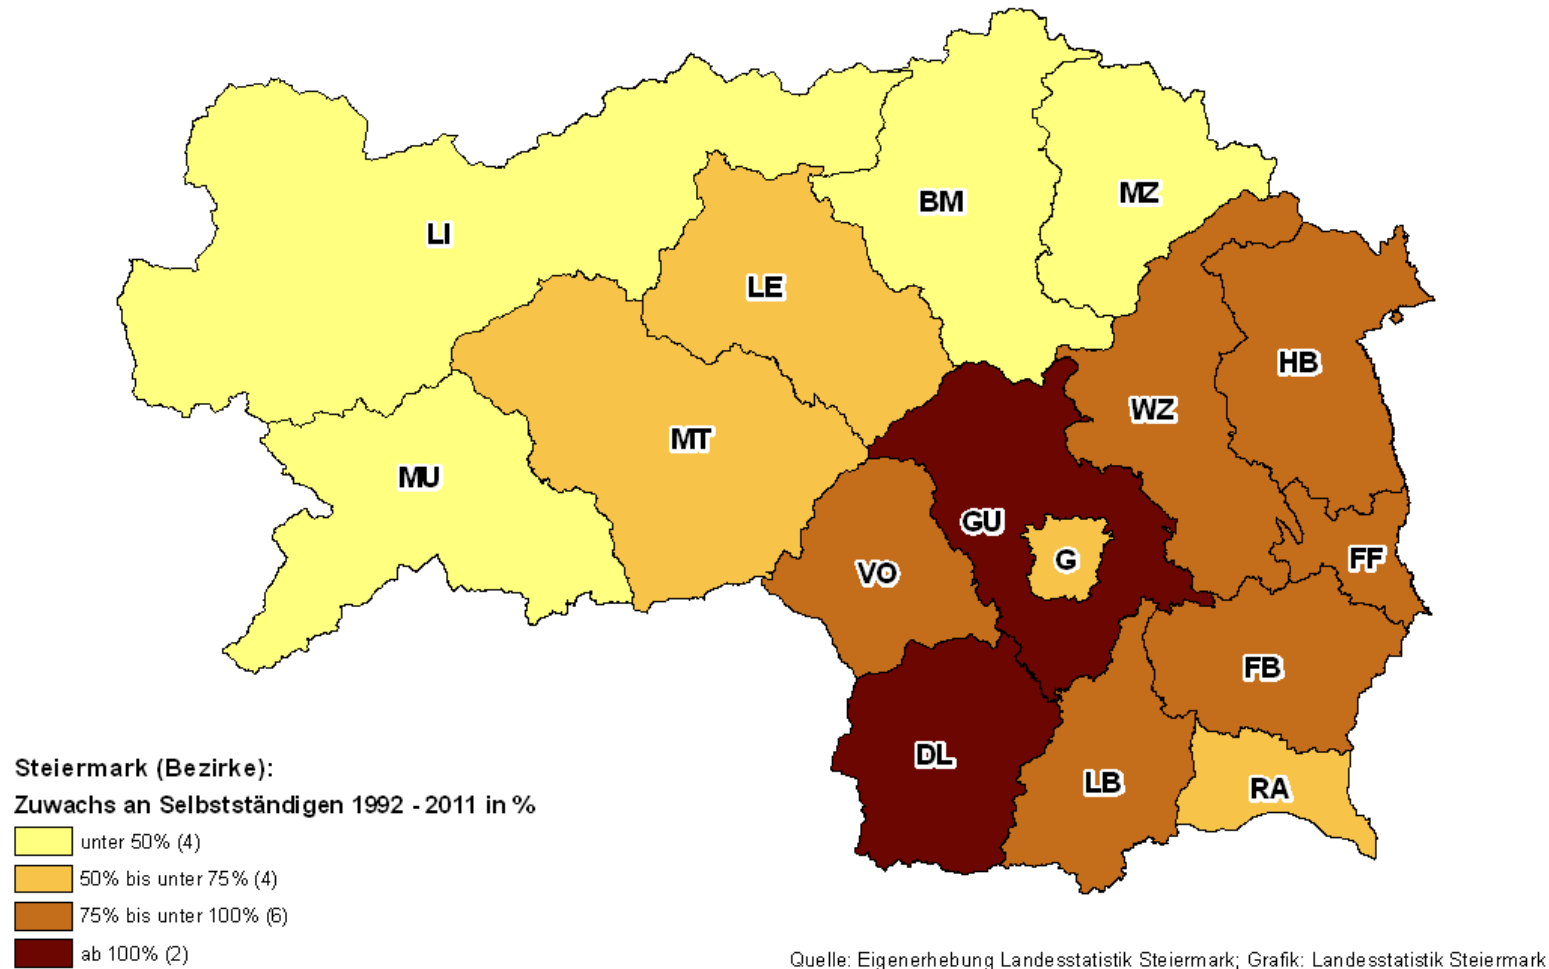 BM
MZ
LI
LE
HB
WZ
MT
MU
GU
G
FF
VO
FB
DL
LB
RA
Steiermark (Bezirke):
Zuwachs an Selbstständigen 1992 - 2011 in %
unter 50% (4)
50% bis unter 75% (4)
75% bis unter 100% (6)
ab 100% (2)
Quelle: Eigenerhebung Landesstatistik Steiermark; Grafik: Landesstatistik Steiermark